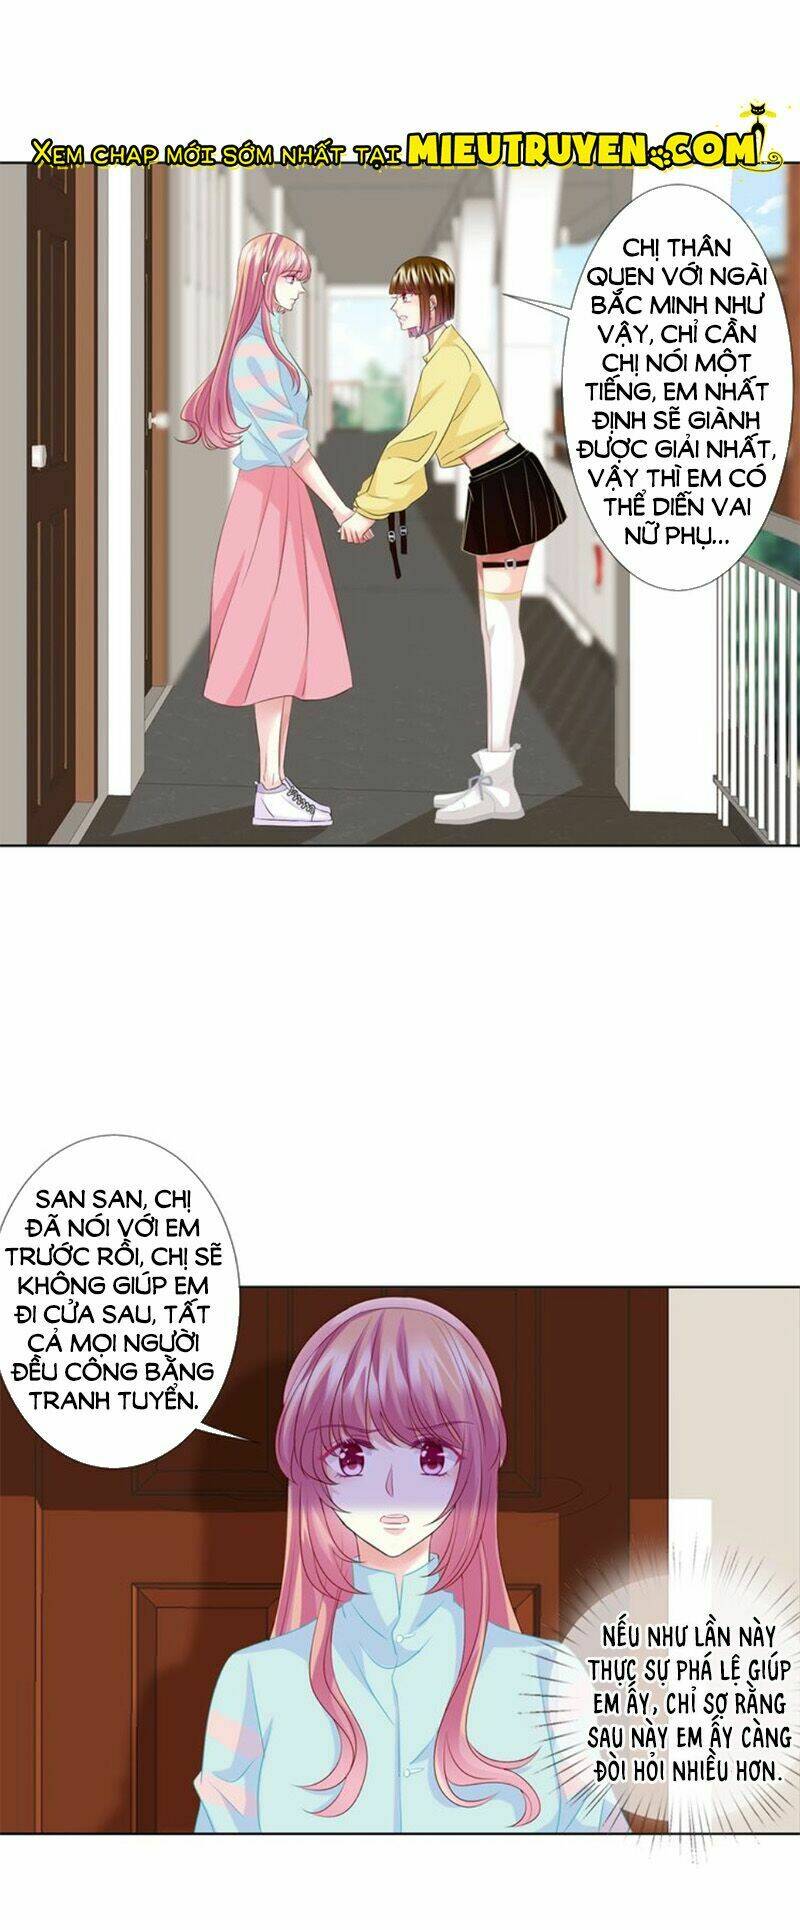 XEM CHAP MỚI SỚM NHẤT TẠI MIEUTRUYEN.COM
CHỊ THÂN
QUEN VỚI NGÀI
BẮC MINH NHƯ
VẬY, CHỈ CẦN
CHỊ NÓI MỘT
TIẾNG, EM NHẤT
ĐỊNH SẼ GIÀNH
ĐƯỢC GIẢI NHẤT,
VẬY THÌ EM CÓ
THỂ DIỄN VAI
NỮ PHỤ...
SAN SAN, CHỊ
ĐÃ NÓI VỚI EM
TRƯỚC RỒI, CHỊ SẼ
KHÔNG GIÚP EM
ĐI CỬA SAU, TẤT
CẢ MỌI NGƯỜI
ĐỀU CÔNG BẰNG
TRANH TUYỂN.
NẾU NHƯ LẦN NÀY
THỰC SỰ PHÁ LỆ GIÚP
EM ẤY, CHỈ SỢ RẰNG
SAU NÀY EM ẤY CÀNG
ĐÒI HỎI NHIỀU HƠN.